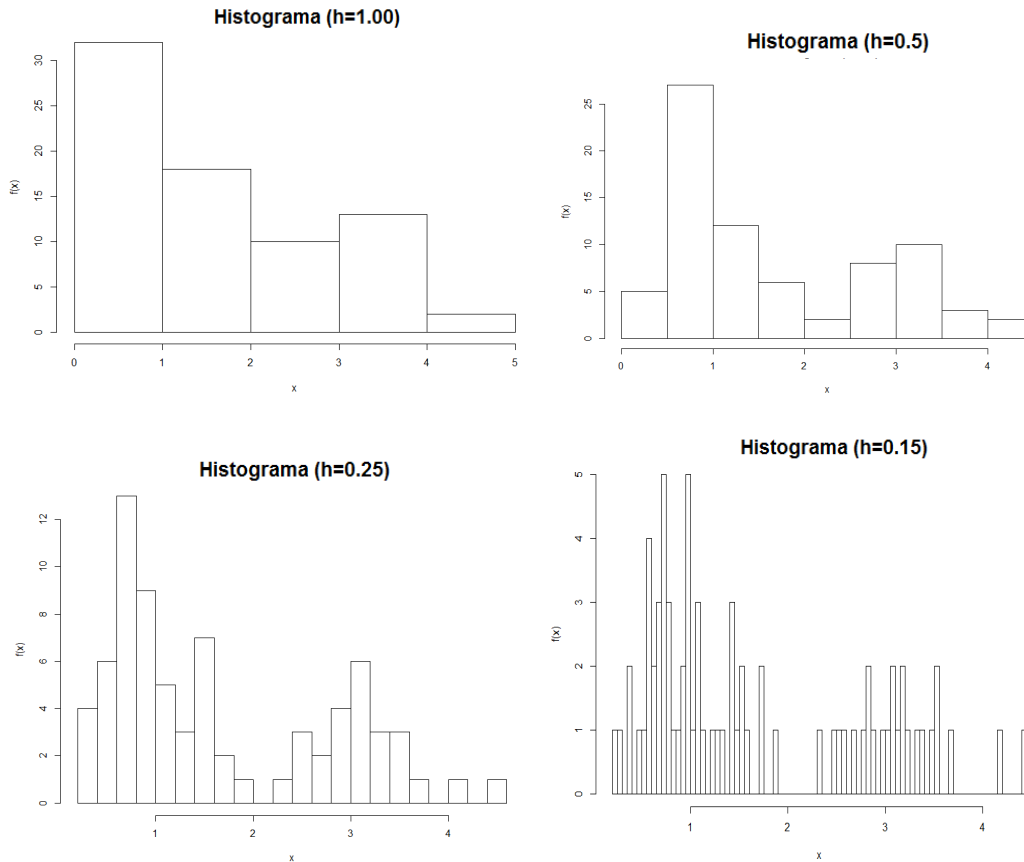 Histograma (h=1.00)
f(x)
0 5 10 15 20 25 30
0 1 2 3 4 5
x
Histograma (h=0.5)
f(x)
0 5 10 15 20 25
0 1 2 3 4
x
Histograma (h=0.25)
f(x)
0 2 4 6 8 10 12
1 2 3 4
x
Histograma (h=0.15)
f(x)
0 1 2 3 4 5
1 2 3 4
x